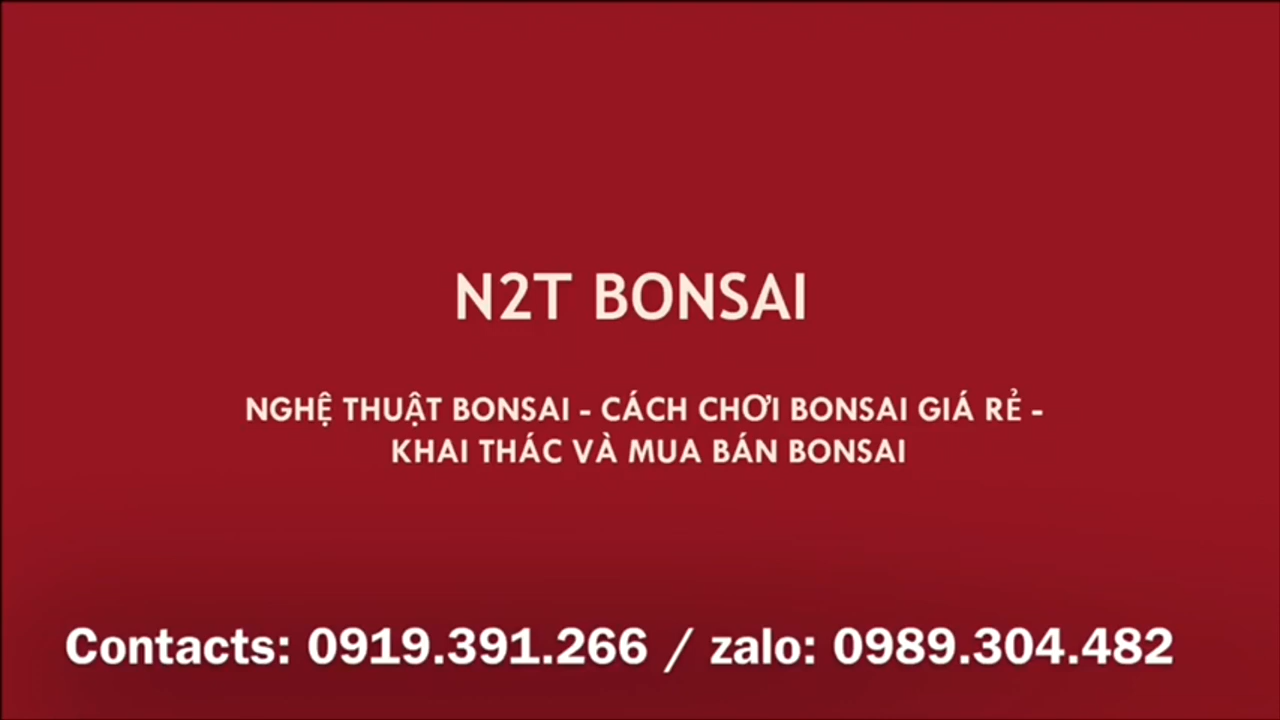 N2T BONSAI
NGHỆ THUẬT BONSAI - CÁCH CHƠI BONSAI GIÁ RẺ -
KHAI THÁC VÀ MUA BÁN BONSAI
Contacts: 0919.391.266 / zalo: 0989.304.482